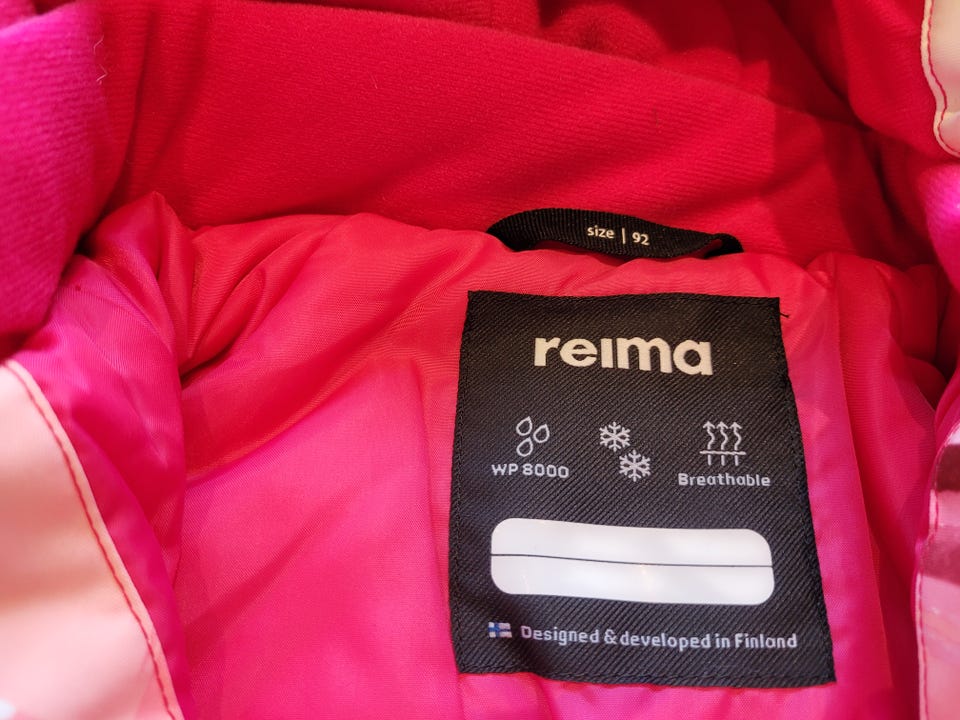 size | 92
reima
WP 8000
Breathable
Designed & developed in Finland